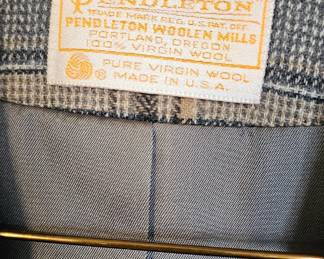 PENDLETON
TRADE MARK REG. U.S. PAT. OFF.
PENDLETON WOOLEN MILLS
PORTLAND, OREGON
100% VIRGIN WOOL
PURE VIRGIN WOOL
® MADE IN U.S.A.